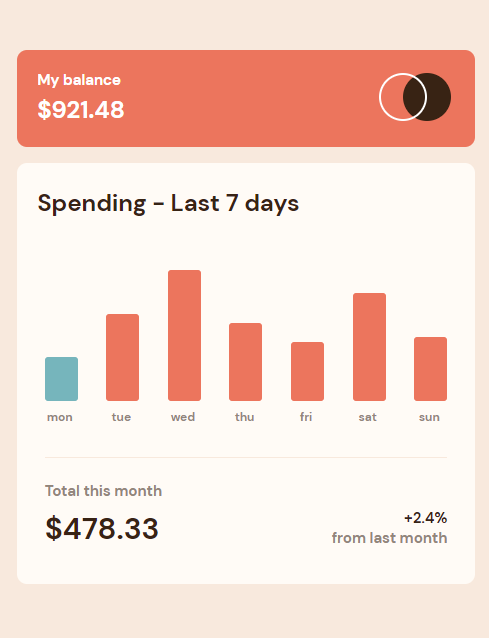 My balance
$921.48
Spending - Last 7 days
mon tue wed thu fri sat sun
Total this month
$478.33
+2.4%
from last month